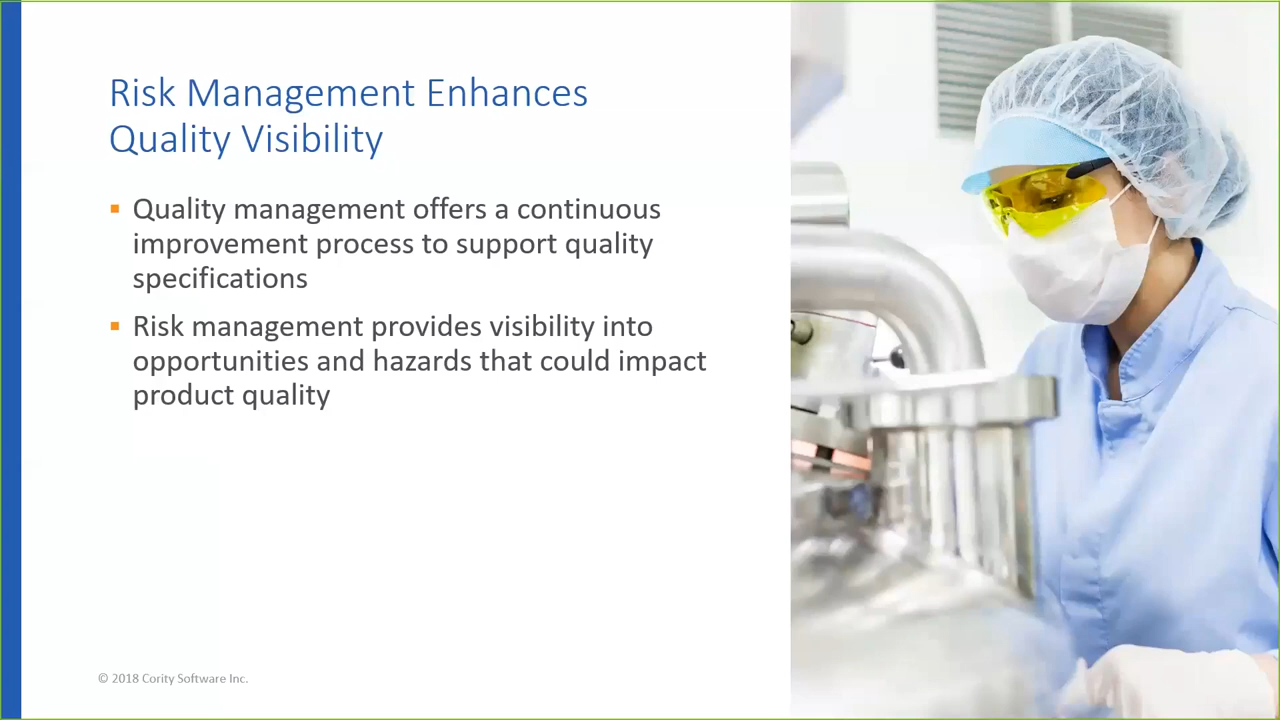 Risk Management Enhances
Quality Visibility
Quality management offers a continuous
improvement process to support quality
specifications
Risk management provides visibility into
opportunities and hazards that could impact
product quality
© 2018 Cority Software Inc.